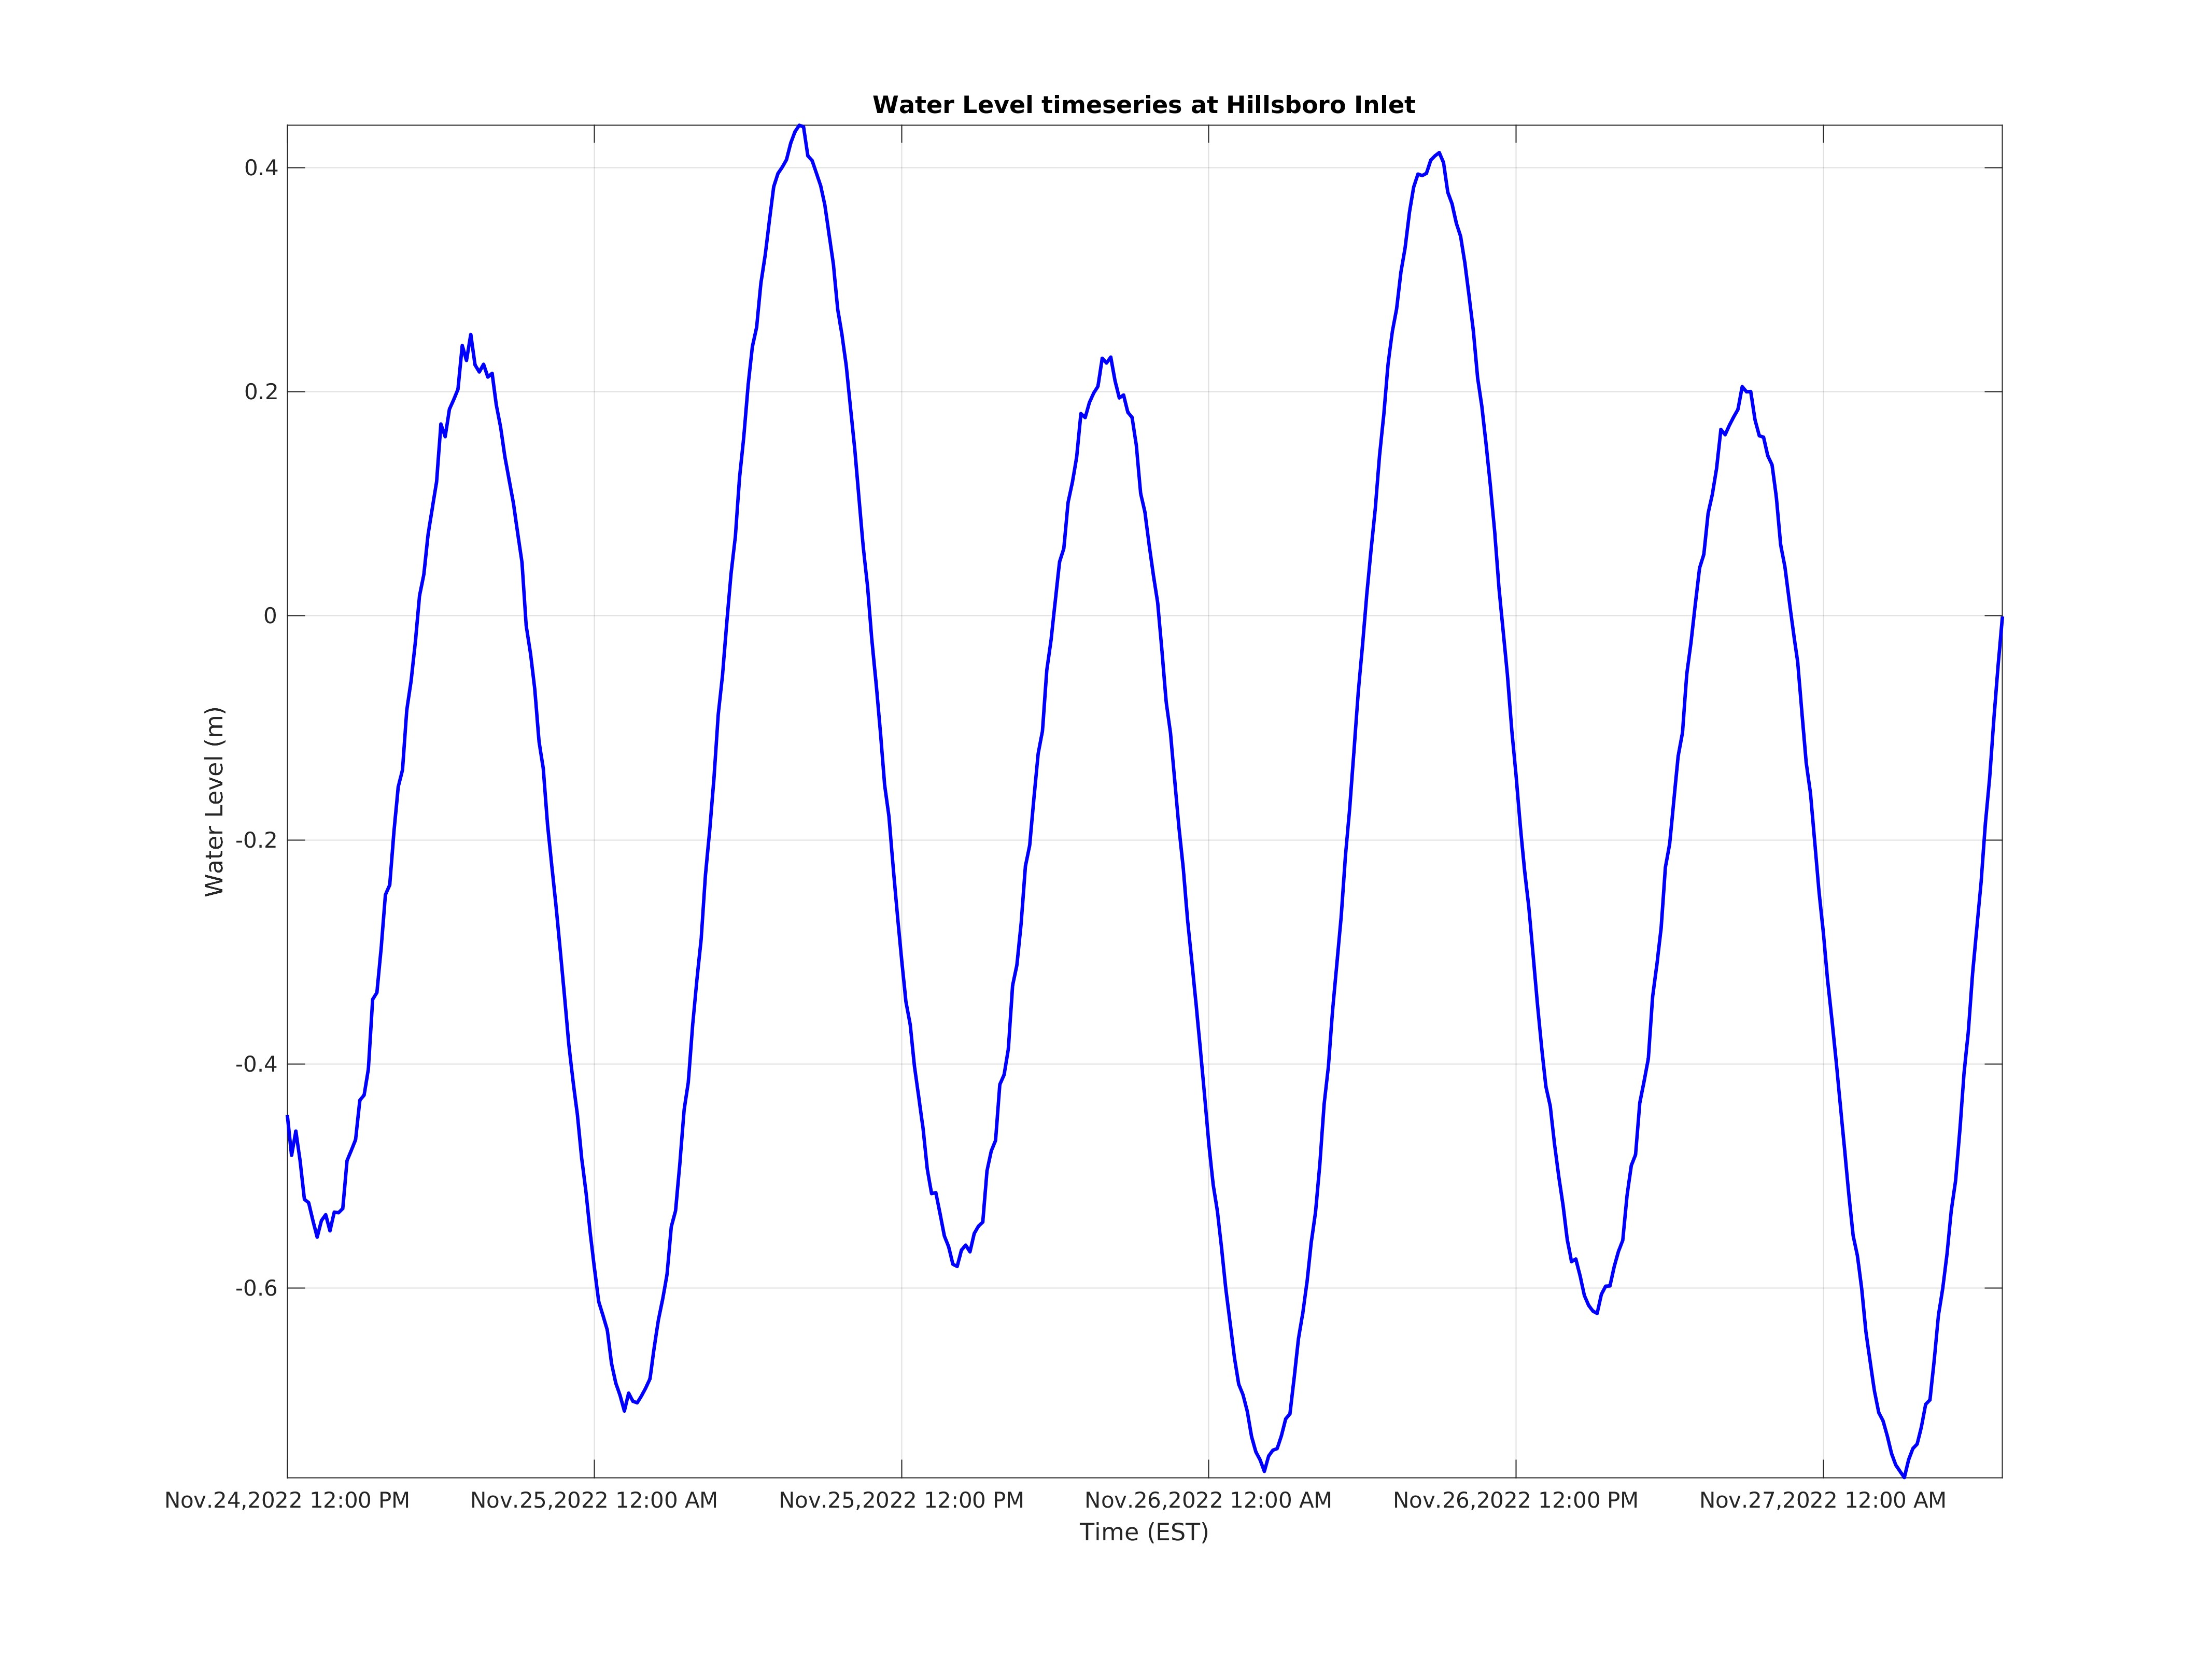 Water Level timeseries at Hillsboro Inlet
0.4
0.2
0
-0.2
-0.4
-0.6
Water Level (m)
Nov.24,2022 12:00 PM Nov.25,2022 12:00 AM Nov.25,2022 12:00 PM Nov.26,2022 12:00 AM Nov.26,2022 12:00 PM Nov.27,2022 12:00 AM
Time (EST)